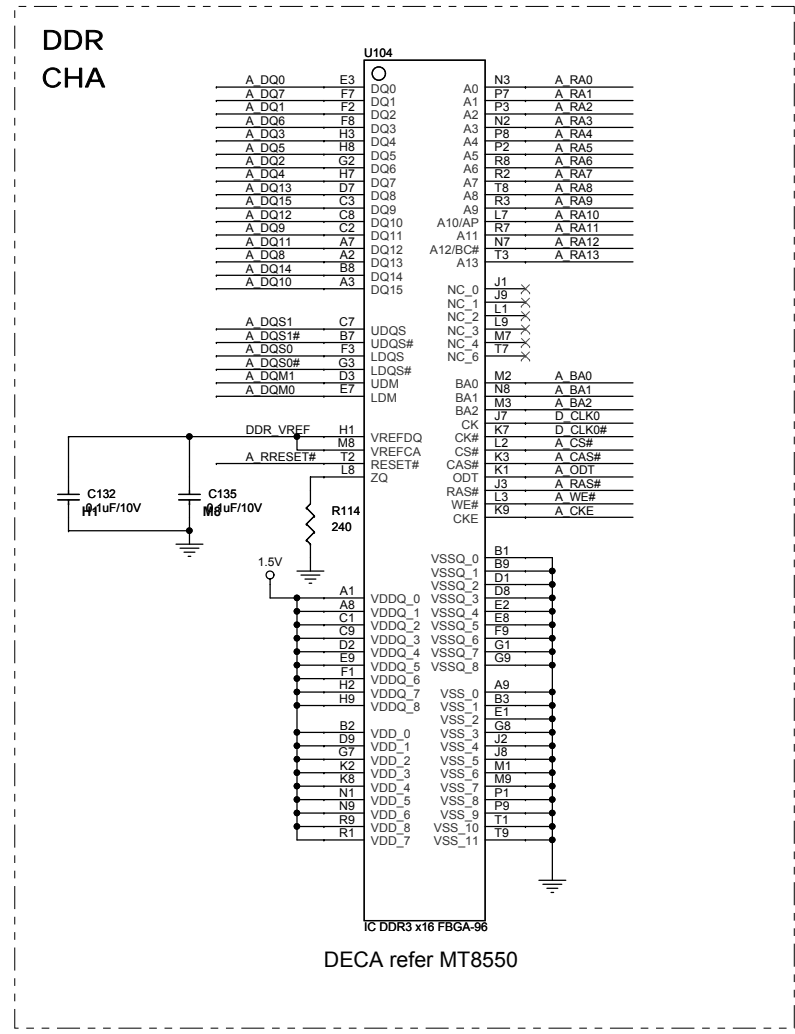 DDR
CHA
U104
A_DQ0 E3 DQ0
A_DQ7 F7 DQ1
A_DQ1 F2 DQ2
A_DQ6 F8 DQ3
A_DQ3 H3 DQ4
A_DQ5 H8 DQ5
A_DQ2 G2 DQ6
A_DQ4 H7 DQ7
A_DQ13 D7 DQ8
A_DQ15 C3 DQ9
A_DQ12 C8 DQ10
A_DQ9 C2 DQ11
A_DQ11 A7 DQ12
A_DQ8 A2 DQ13
A_DQ14 B8 DQ14
A_DQ10 A3 DQ15
A_DQS1 C7 UDQS
A_DQS1# B7 UDQS#
A_DQS0 F3 LDQS
A_DQS0# G3 LDQS#
A_DQM1 D3 UDM
A_DQM0 E7 LDM
DDR_VREF H1 VREFDQ
M8 VREFCA
A_RRESET# T2 RESET#
L8 ZQ
C132
0.1uF/10V
H1
C135
0.1uF/10V
M8
R114
240
1.5V
A1 VDDQ_0
A8 VDDQ_1
C1 VDDQ_2
C9 VDDQ_3
D2 VDDQ_4
E9 VDDQ_5
F1 VDDQ_6
H2 VDDQ_7
H9 VDDQ_8
B2 VDD_0
D9 VDD_1
G7 VDD_2
K2 VDD_3
K8 VDD_4
N1 VDD_5
N9 VDD_6
R9 VDD_8
R1 VDD_7
A0 N3 A_RA0
A1 P7 A_RA1
A2 P3 A_RA2
A3 N2 A_RA3
A4 P8 A_RA4
A5 P2 A_RA5
A6 R8 A_RA6
A7 R2 A_RA7
A8 T8 A_RA8
A9 R3 A_RA9
A10/AP L7 A_RA10
A11 R7 A_RA11
A12/BC# N7 A_RA12
A13 T3 A_RA13
NC_0 J1
NC_1 J9
NC_2 L1
NC_3 L9
NC_4 M7
NC_6 T7
BA0 M2 A_BA0
BA1 N8 A_BA1
BA2 M3 A_BA2
CK J7 D_CLK0
CK# K7 D_CLK0#
CS# L2 A_CS#
CAS# K3 A_CAS#
ODT K1 A_ODT
RAS# J3 A_RAS#
WE# L3 A_WE#
CKE K9 A_CKE
VSSQ_0 B1
VSSQ_1 B9
VSSQ_2 D1
VSSQ_3 D8
VSSQ_4 E2
VSSQ_5 E8
VSSQ_6 F9
VSSQ_7 G1
VSSQ_8 G9
VSS_0 A9
VSS_1 B3
VSS_2 E1
VSS_3 G8
VSS_4 J2
VSS_5 J8
VSS_6 M1
VSS_7 M9
VSS_8 P1
VSS_9 P9
VSS_10 T1
VSS_11 T9
IC DDR3 x16 FBGA-96
DECA refer MT8550